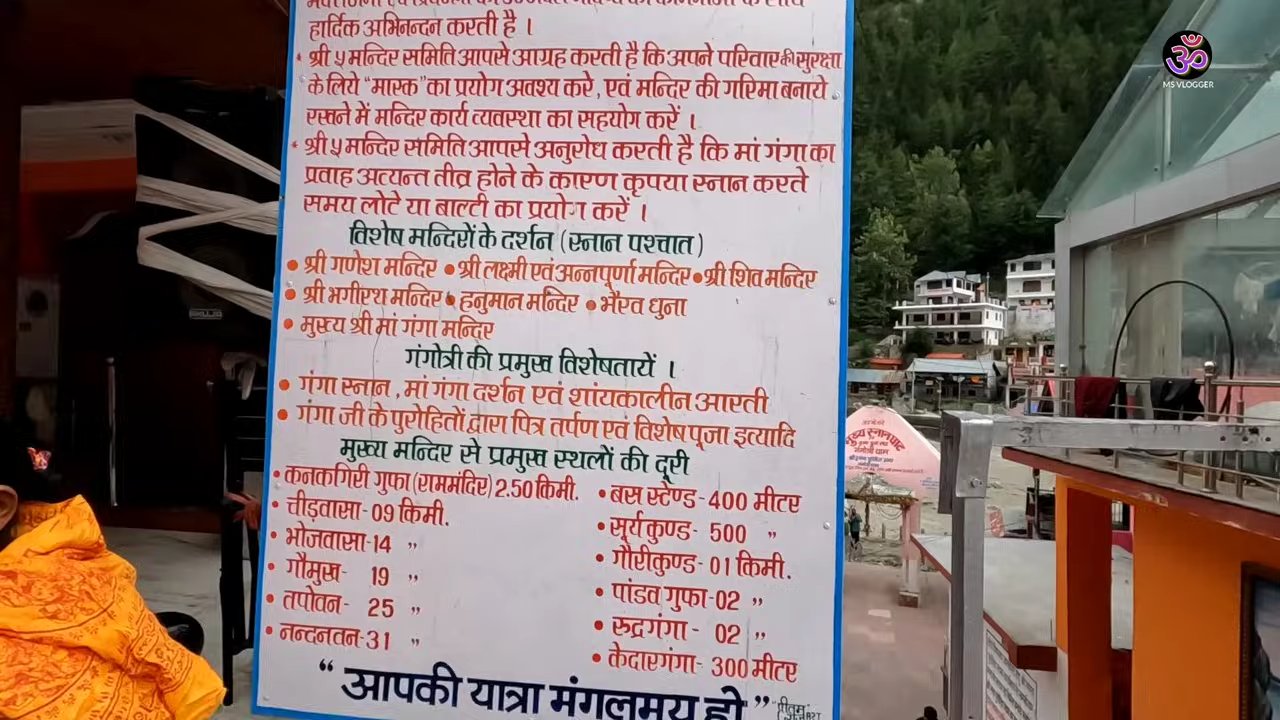 हार्दिक अभिनन्दन करती है ।
* श्री ५ मन्दिर समिति आपसे आग्रह करती है कि अपने परिवार की सुरक्षा
के लिये "मास्क" का प्रयोग अवश्य करे, एवं मन्दिर की गरिमा बनाये
रखने में मन्दिर कार्य व्यवस्था का सहयोग करें ।
* श्री ५ मन्दिर समिति आपसे अनुरोध करती है कि मां गंगा का
प्रवाह अत्यन्त तीव्र होने के कारण कृपया स्नान करते
समय लोटे या बाल्टी का प्रयोग करें ।
विशेष मन्दिरों के दर्शन (स्नान पश्चात)
• श्री गणेश मन्दिर • श्री लक्ष्मी एवं अन्नपूर्णा मन्दिर • श्री शिव मन्दिर
• श्री भगीरथ मन्दिर • हनुमान मन्दिर • भैरव धुना
• मुख्य श्री मां गंगा मन्दिर
गंगोत्री की प्रमुख विशेषतायें ।
• गंगा स्नान, मां गंगा दर्शन एवं शांयकालीन आरती
• गंगा जी के पुरोहितों द्वारा पित्र तर्पण एवं विशेष पूजा इत्यादि
मुख्य मन्दिर से प्रमुख स्थलों की दूरी
• कनकगिरी गुफा (राममंदिर) 2.50 किमी.
• चीड़वासा- 09 किमी.
• भोजवासा- 14 "
• गौमुख- 19 "
• तपोवन- 25 "
• नन्दनवन- 31 "
• बस स्टेण्ड- 400 मीटर
• सूर्यकुण्ड- 500 "
• गौरीकुण्ड- 01 किमी.
• पांडव गुफा- 02 "
• रुद्रगंगा- 02 "
• केदारगंगा- 300 मीटर
"आपकी यात्रा मंगलमय हो"
मुख्य स्नानघाट
गंगोत्री धाम
ॐ
MS VLOGGER